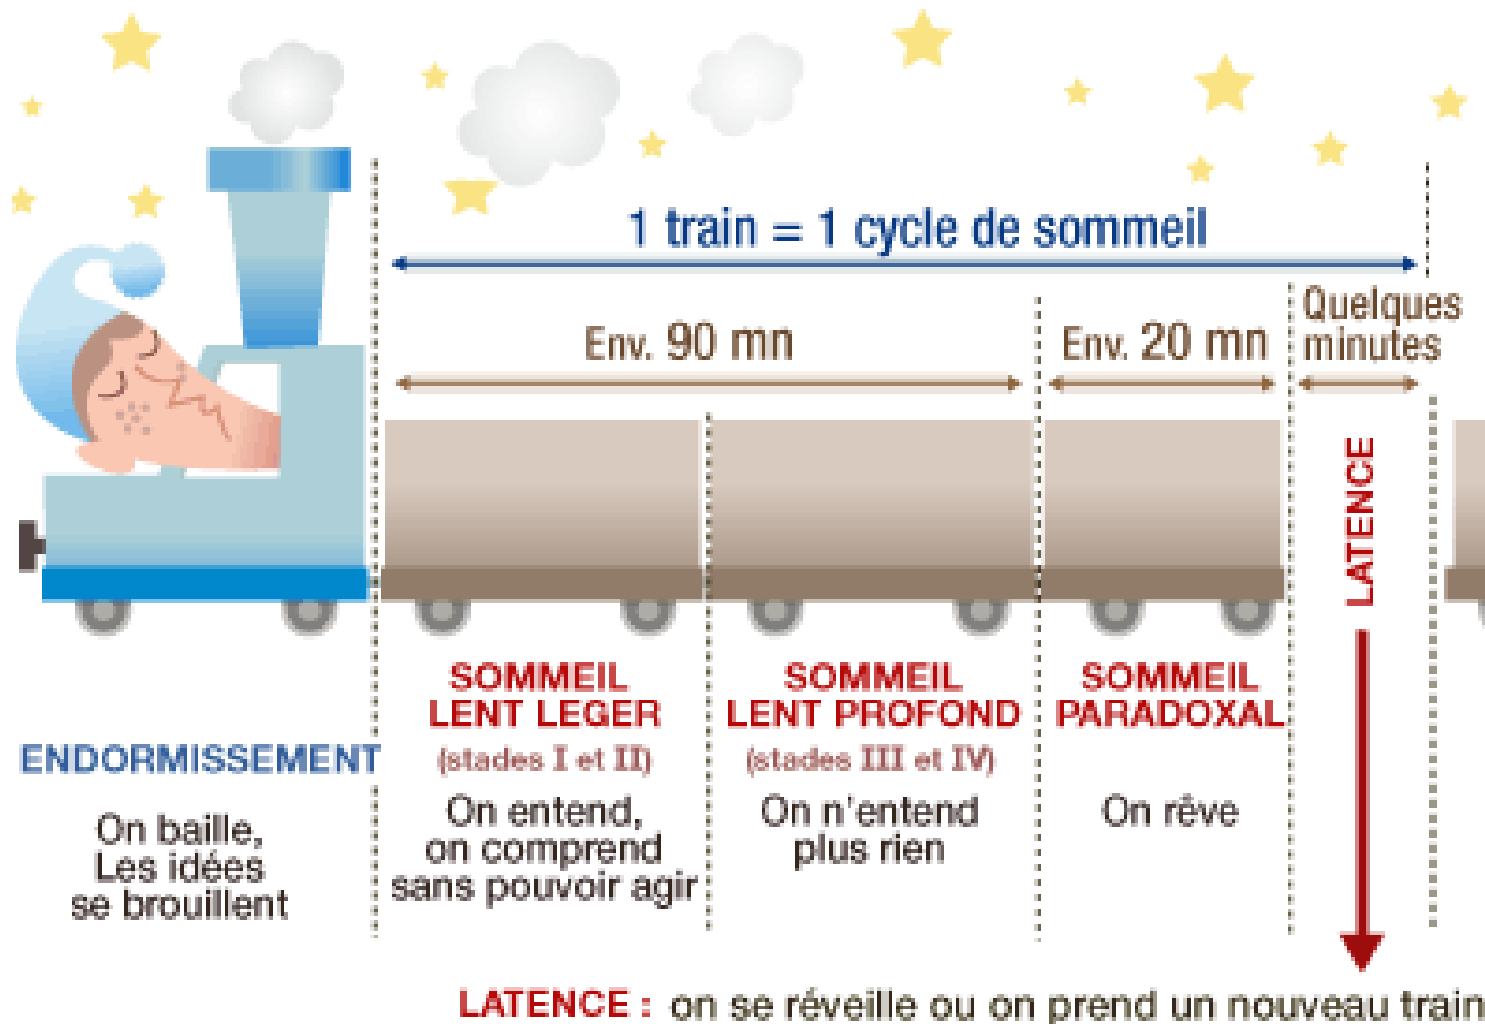 1 train = 1 cycle de sommeil
Env. 90 mn
Env. 20 mn
Quelques
minutes
LATENCE
ENDORMISSEMENT
On baille,
Les idées
se brouillent
SOMMEIL
LENT LEGER
(stades I et II)
On entend,
on comprend
sans pouvoir agir
SOMMEIL
LENT PROFOND
(stades III et IV)
On n'entend
plus rien
SOMMEIL
PARADOXAL
On rêve
LATENCE : on se réveille ou on prend un nouveau train